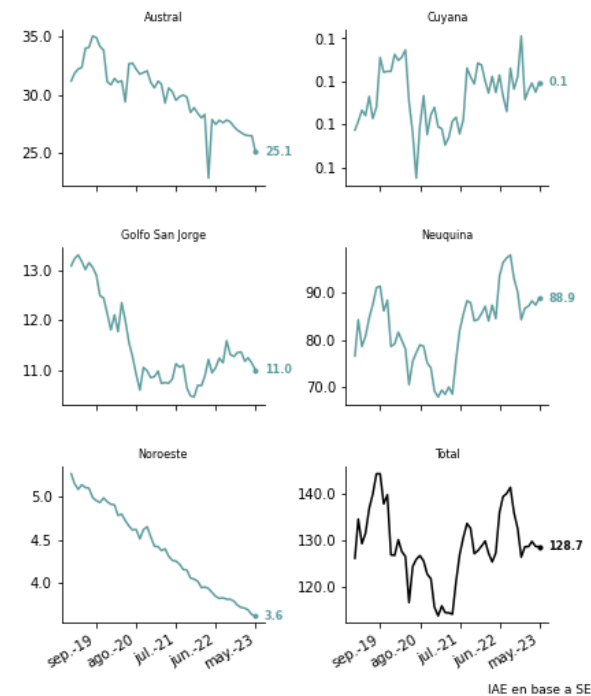 Austral
35.0
30.0
25.0
25.1
Cuyana
0.1
0.1
0.1
0.1
0.1
Golfo San Jorge
13.0
12.0
11.0
11.0
Neuquina
90.0
80.0
70.0
88.9
Noroeste
5.0
4.5
4.0
3.6
sep.-19
ago.-20
jul.-21
jun.-22
may.-23
Total
140.0
130.0
120.0
128.7
sep.-19
ago.-20
jul.-21
jun.-22
may.-23
IAE en base a SE